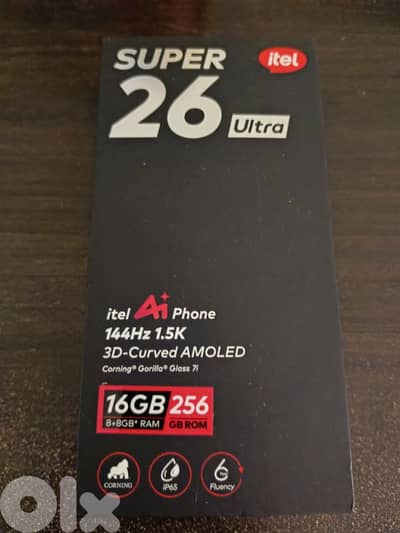 SUPER
itel
26 Ultra
itel Ai+ Phone
144Hz 1.5K
3D-Curved AMOLED
Corning® Gorilla® Glass 7i
16GB 256
8+8GB* RAM GB ROM
CORNING
IP65
6
Fluency
olx